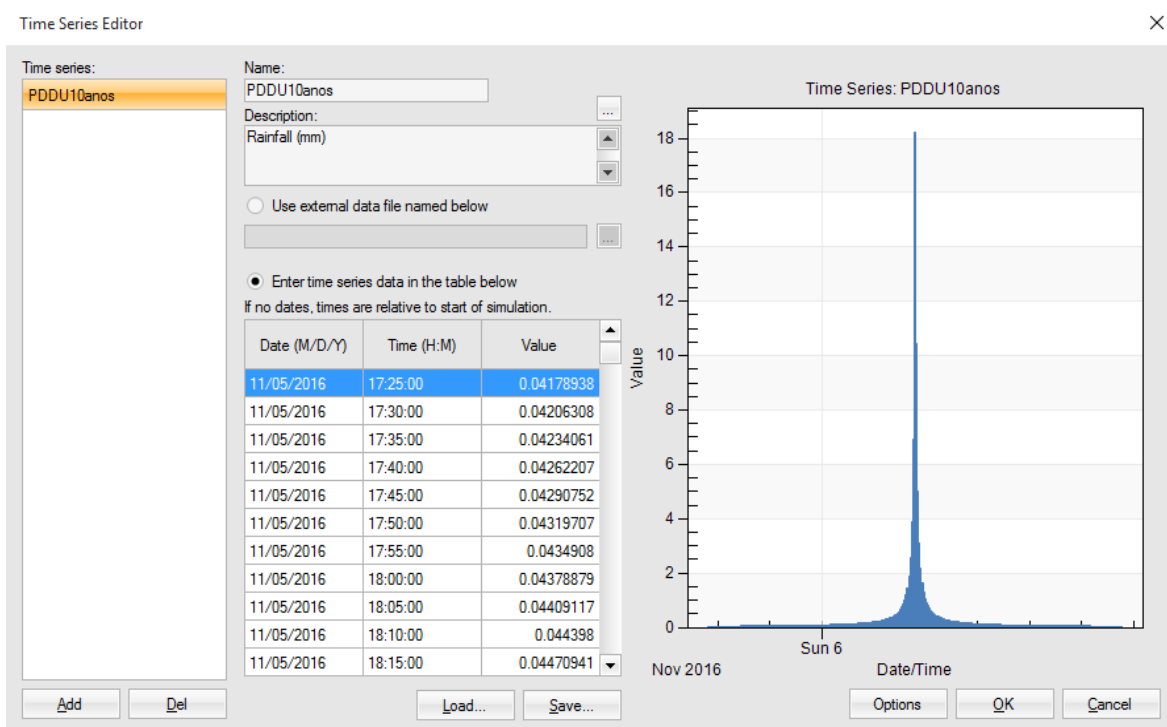 Time Series Editor
Time series:
PDDU10anos
Name:
PDDU10anos
Description:
...
Rainfall (mm)
Use external data file named below
...
Enter time series data in the table below
If no dates, times are relative to start of simulation.
Date (M/D/Y) Time (H:M) Value
11/05/2016 17:25:00 0.04178938
11/05/2016 17:30:00 0.04206308
11/05/2016 17:35:00 0.04234061
11/05/2016 17:40:00 0.04262207
11/05/2016 17:45:00 0.04290752
11/05/2016 17:50:00 0.04319707
11/05/2016 17:55:00 0.0434908
11/05/2016 18:00:00 0.04378879
11/05/2016 18:05:00 0.04409117
11/05/2016 18:10:00 0.044398
11/05/2016 18:15:00 0.04470941
Add Del Load... Save...
Time Series: PDDU10anos
Value
18
16
14
12
10
8
6
4
2
0
Sun 6
Nov 2016
Date/Time
Options OK Cancel